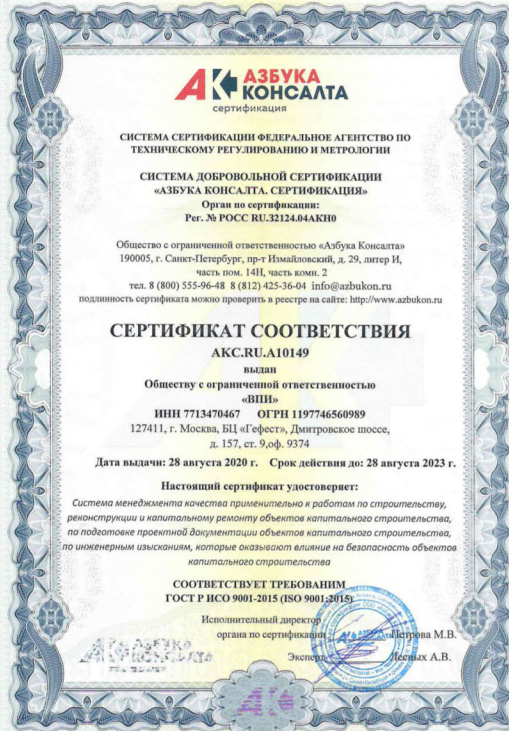 АК АЗБУКА
КОНСАЛТА
сертификация
СИСТЕМА СЕРТИФИКАЦИИ ФЕДЕРАЛЬНОЕ АГЕНТСТВО ПО
ТЕХНИЧЕСКОМУ РЕГУЛИРОВАНИЮ И МЕТРОЛОГИИ
СИСТЕМА ДОБРОВОЛЬНОЙ СЕРТИФИКАЦИИ
«АЗБУКА КОНСАЛТА. СЕРТИФИКАЦИЯ»
Орган по сертификации:
Рег. № РОСС RU.32124.04АКН0
Общество с ограниченной ответственностью «Азбука Консалта»
190005, г. Санкт-Петербург, пр-т Измайловский, д. 29, литер И,
часть пом. 14Н, часть комн. 2
тел. 8 (800) 555-96-48 8 (812) 425-36-04 info@azbukon.ru
подлинность сертификата можно проверить в реестре на сайте: http://www.azbukon.ru
СЕРТИФИКАТ СООТВЕТСТВИЯ
АКС.RU.А10149
выдан
Обществу с ограниченной ответственностью
«ВПИ»
ИНН 7713470467 ОГРН 1197746560989
127411, г. Москва, БЦ «Гефест», Дмитровское шоссе,
д. 157, ст. 9,оф. 9374
Дата выдачи: 28 августа 2020 г. Срок действия до: 28 августа 2023 г.
Настоящий сертификат удостоверяет:
Система менеджмента качества применительно к работам по строительству,
реконструкции и капитальному ремонту объектов капитального строительства,
по подготовке проектной документации объектов капитального строительства,
по инженерным изысканиям, которые оказывают влияние на безопасность объектов
капитального строительства
СООТВЕТСТВУЕТ ТРЕБОВАНИМ
ГОСТ Р ИСО 9001-2015 (ISO 9001:2015)
Исполнительный директор
органа по сертификации Петрова М.В.
Эксперт Лесных А.В.
АК АЗБУКА
КОНСАЛТА